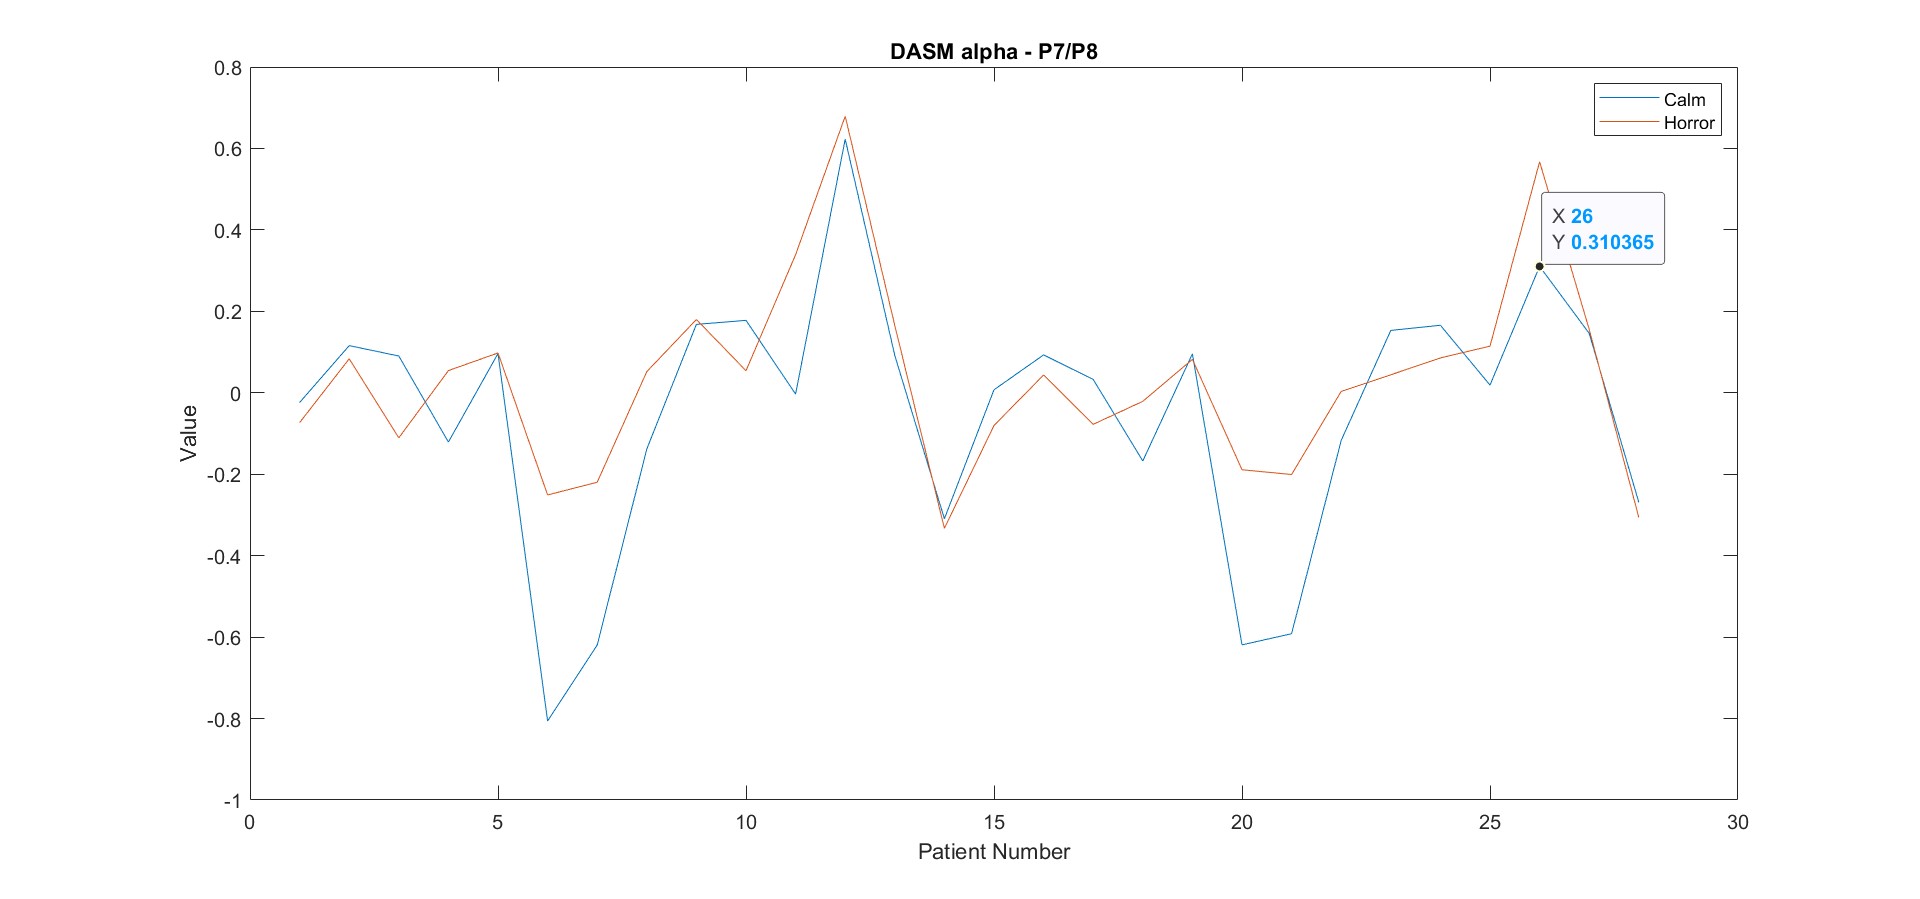 DASM alpha - P7/P8
0.8
0.6
0.4
0.2
0
-0.2
-0.4
-0.6
-0.8
-1
Value
Calm
Horror
X 26
Y 0.310365
0 5 10 15 20 25 30
Patient Number